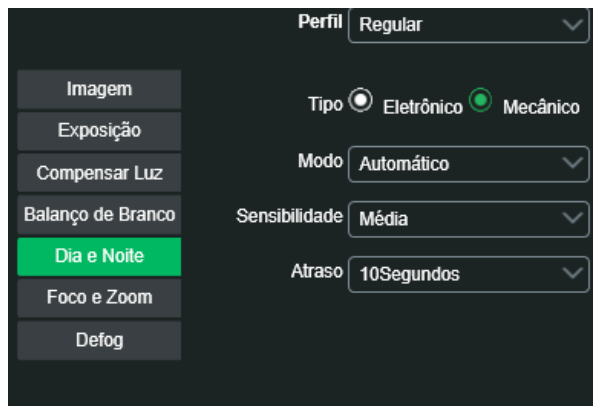 Perfil Regular
Imagem
Exposição
Compensar Luz
Balanço de Branco
Dia e Noite
Foco e Zoom
Defog
Tipo Eletrônico Mecânico
Modo Automático
Sensibilidade Média
Atraso 10Segundos